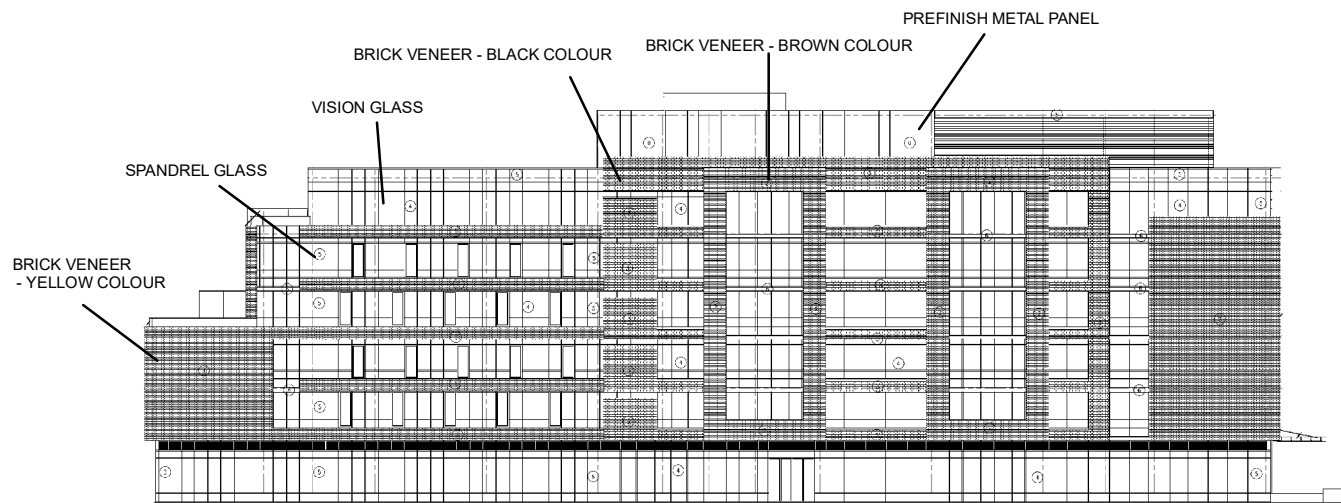 PREFINISH METAL PANEL
BRICK VENEER - BROWN COLOUR
BRICK VENEER - BLACK COLOUR
VISION GLASS
SPANDREL GLASS
BRICK VENEER
- YELLOW COLOUR